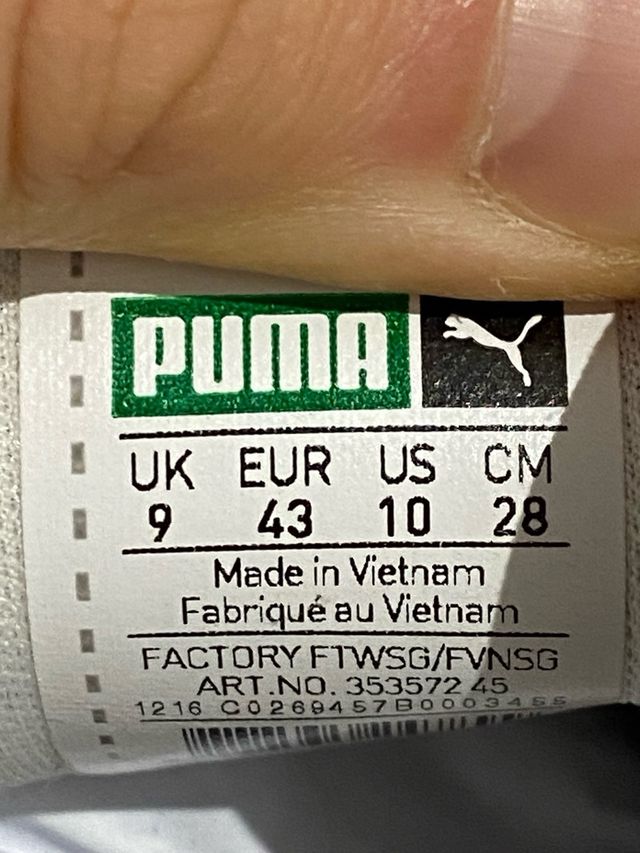 PUMA
UK EUR US CM
9 43 10 28
Made in Vietnam
Fabriqué au Vietnam
FACTORY FTWSG/FVNSG
ART.NO. 353572 45
1216 C0269457B0003455